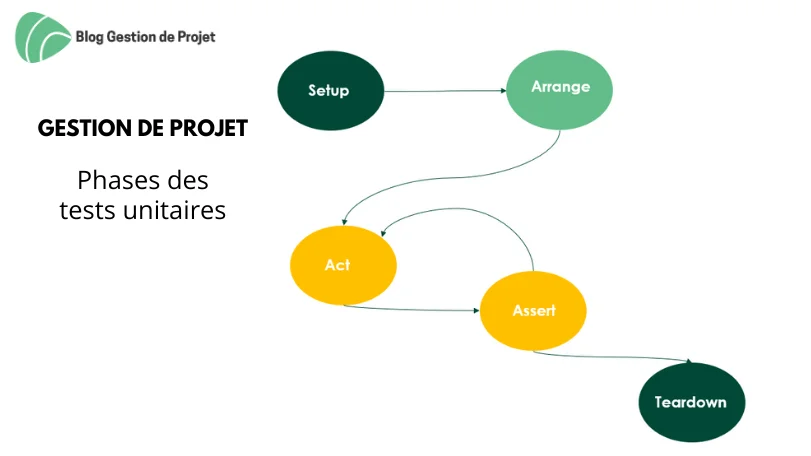 Blog Gestion de Projet
GESTION DE PROJET
Phases des
tests unitaires
Setup
Arrange
Act
Assert
Teardown